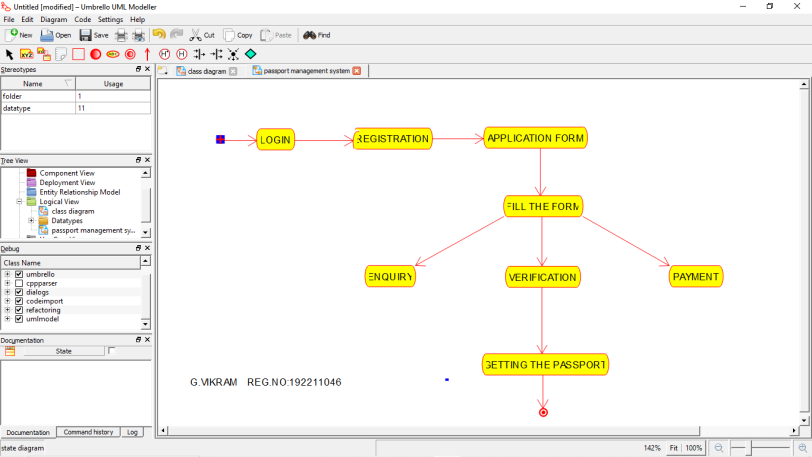 Untitled [modified] – Umbrello UML Modeller
File Edit Diagram Code Settings Help
New Open Save Cut Copy Paste Find
XYZ
Stereotypes
Name Usage
folder 1
datatype 11
Tree View
Component View
Deployment View
Entity Relationship Model
Logical View
class diagram
Datatypes
passport management sy...
Debug
Class Name
umbrello
cppparser
dialogs
codeimport
refactoring
umlmodel
Documentation
State
Documentation Command history Log
state diagram
class diagram passport management system
LOGIN REGISTRATION APPLICATION FORM
FILL THE FORM
ENQUIRY VERIFICATION PAYMENT
GETTING THE PASSPORT
G.VIKRAM REG.NO:192211046
142% Fit 100%